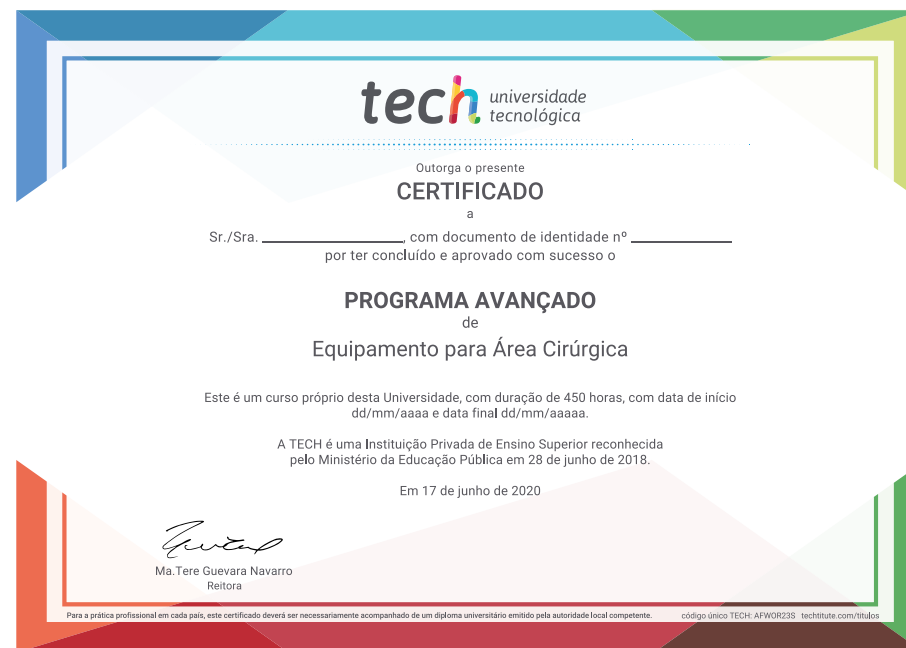 tech universidade
tecnológica
Outorga o presente
CERTIFICADO
a
Sr./Sra. ____________, com documento de identidade nº ____________
por ter concluído e aprovado com sucesso o
PROGRAMA AVANÇADO
de
Equipamento para Área Cirúrgica
Este é um curso próprio desta Universidade, com duração de 450 horas, com data de início
dd/mm/aaaa e data final dd/mm/aaaaa.
A TECH é uma Instituição Privada de Ensino Superior reconhecida
pelo Ministério da Educação Pública em 28 de junho de 2018.
Em 17 de junho de 2020
Ma.Tere Guevara Navarro
Reitora
Para a prática profissional em cada país, este certificado deverá ser necessariamente acompanhado de um diploma universitário emitido pela autoridade local competente. código único TECH: AFWOR23S techtitute.com/titulos